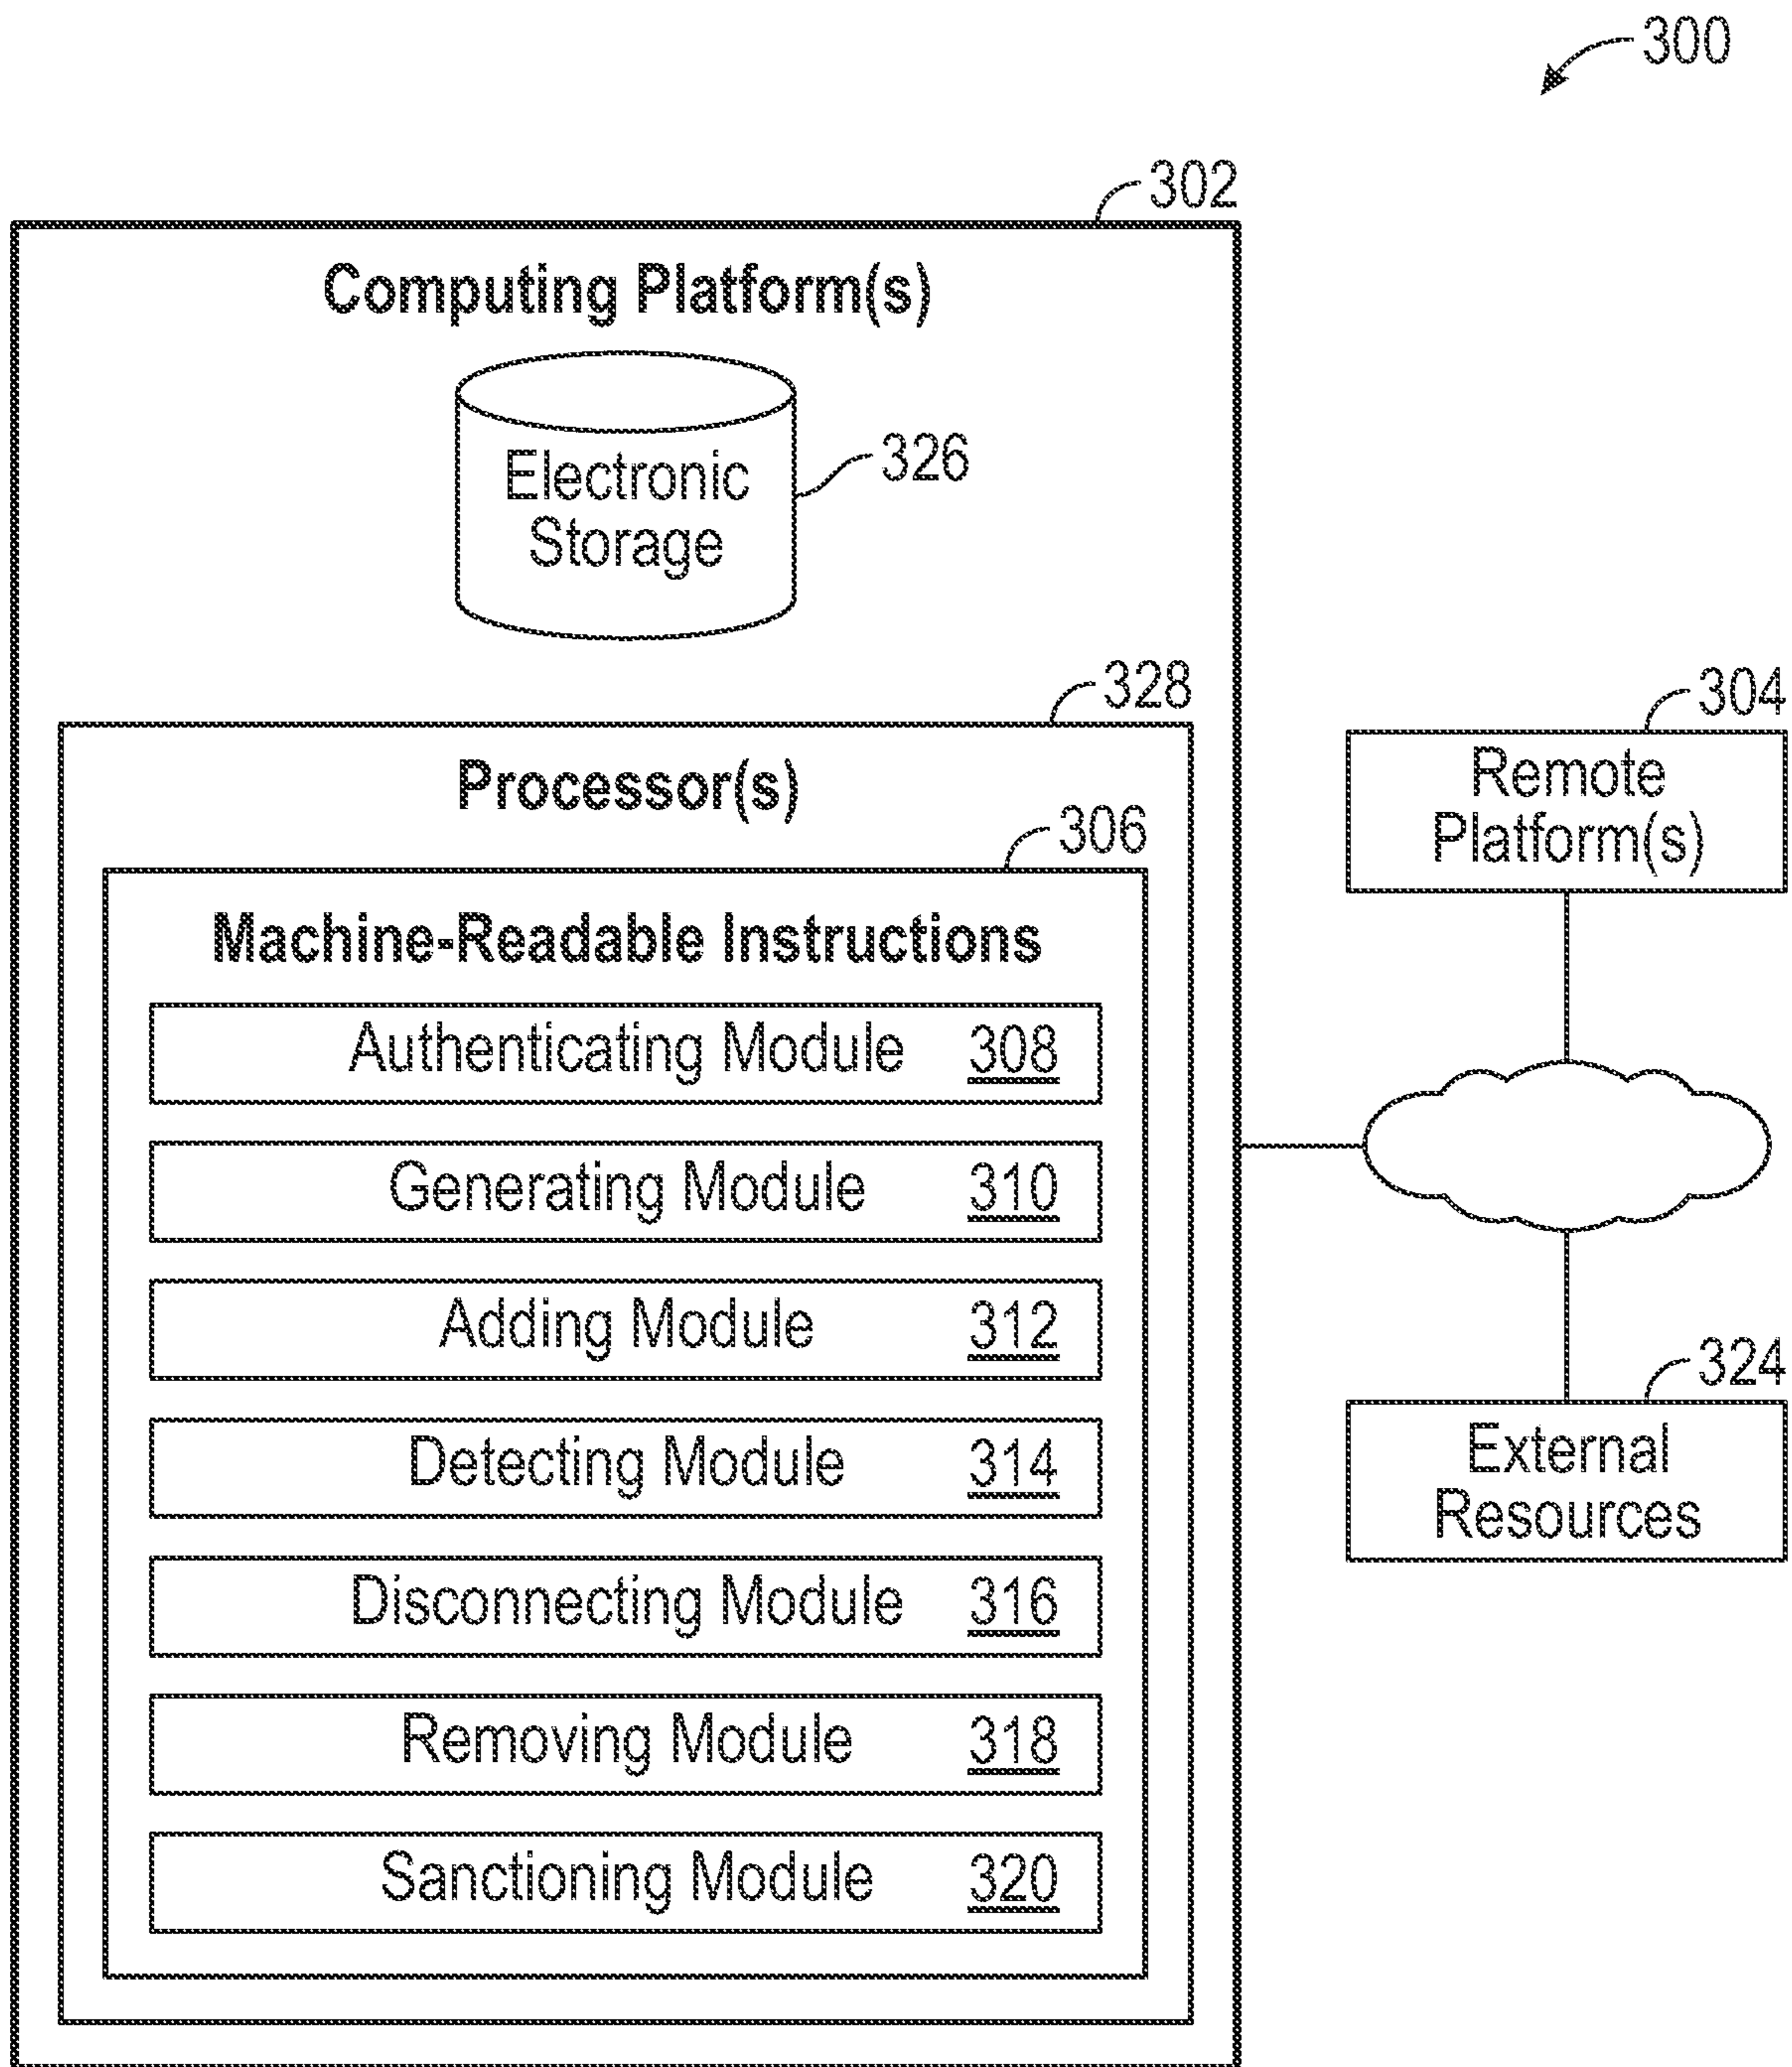 300
302
Computing Platform(s)
Electronic
Storage
326
328
Processor(s)
306
Machine-Readable Instructions
Authenticating Module 308
Generating Module 310
Adding Module 312
Detecting Module 314
Disconnecting Module 316
Removing Module 318
Sanctioning Module 320
304
Remote
Platform(s)
324
External
Resources